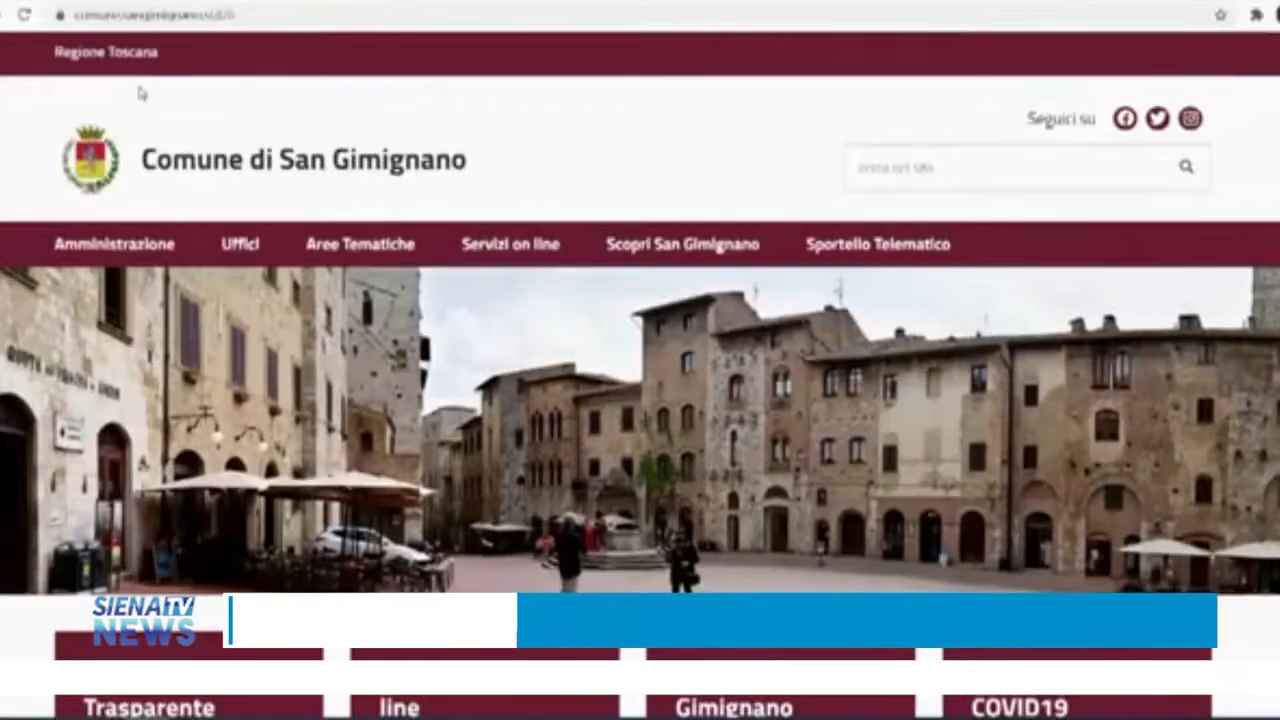 Regione Toscana
Seguici su
Comune di San Gimignano
Amministrazione Uffici Aree Tematiche Servizi on line Scopri San Gimignano Sportello Telematico
SIENA TV
NEWS
Trasparente line Gimignano COVID19